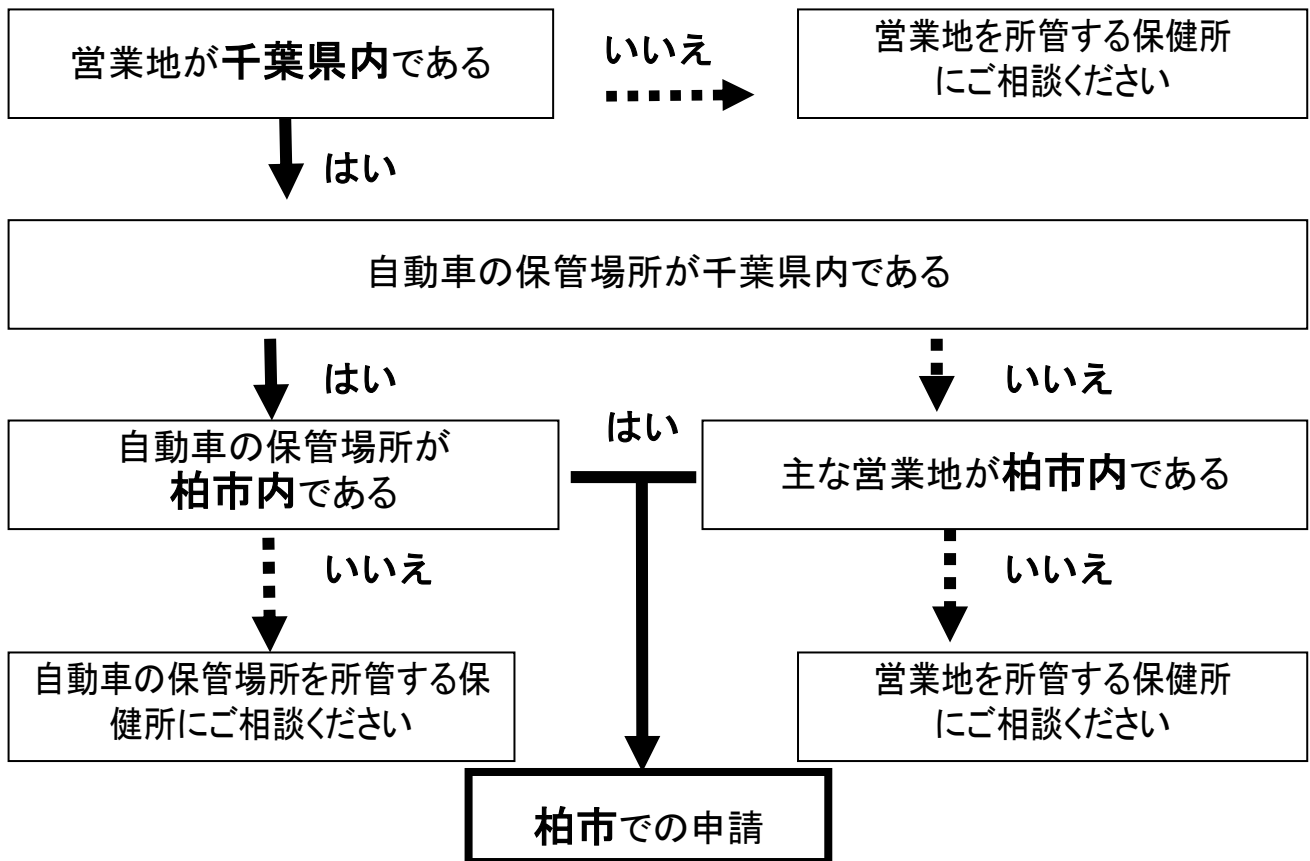 営業地が千葉県内である
いいえ
営業地を所管する保健所
にご相談ください
はい
自動車の保管場所が千葉県内である
はい
いいえ
自動車の保管場所が
柏市内である
はい
主な営業地が柏市内である
いいえ
いいえ
自動車の保管場所を所管する保
健所にご相談ください
営業地を所管する保健所
にご相談ください
柏市での申請